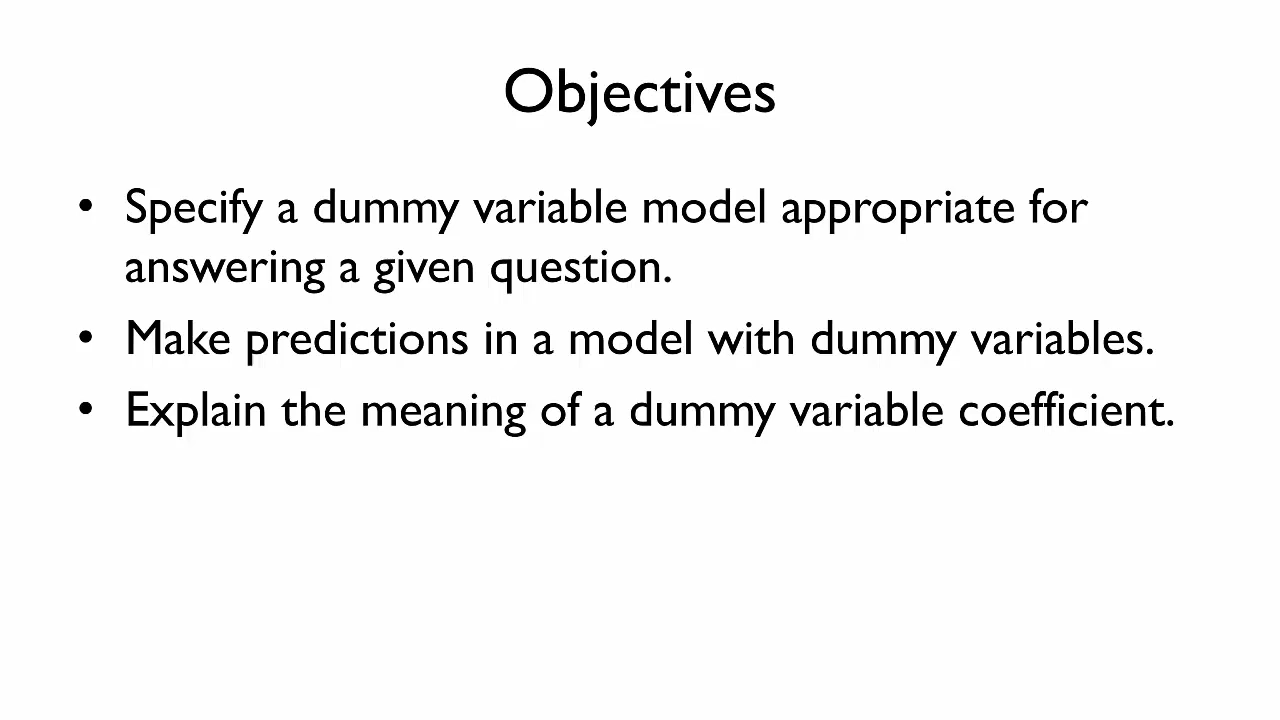 Objectives
• Specify a dummy variable model appropriate for
answering a given question.
• Make predictions in a model with dummy variables.
• Explain the meaning of a dummy variable coefficient.